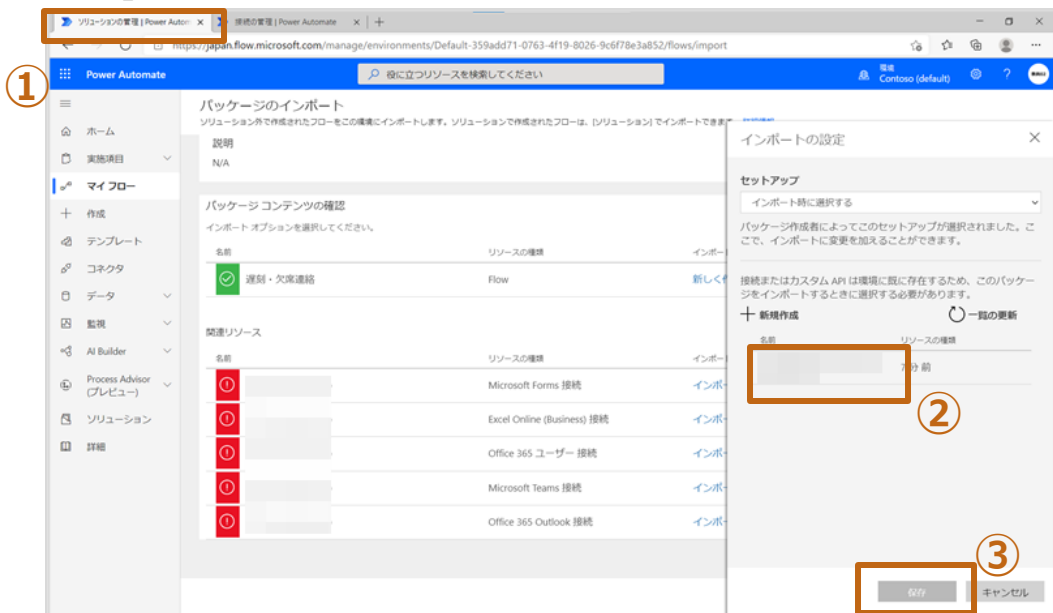 ソリューションの管理 | Power Autom
接続の管理 | Power Automate
https://japan.flow.microsoft.com/manage/environments/Default-359add71-0763-4f19-8026-9c6f78e3a852/flows/import
①
Power Automate
役に立つリソースを検索してください
環境
Contoso (default)
パッケージのインポート
ソリューション外で作成されたフローをこの環境にインポートします。ソリューションで作成されたフローは、[ソリューション] でインポートできます。
ホーム
実施項目
マイ フロー
作成
テンプレート
コネクタ
データ
監視
AI Builder
Process Advisor
(プレビュー)
ソリューション
詳細
説明
N/A
パッケージ コンテンツの確認
インポート オプションを選択してください。
名前 リソースの種類 インポー
遅刻・欠席連絡 Flow 新しく
関連リソース
名前 リソースの種類 インポー
Microsoft Forms 接続 インポー
Excel Online (Business) 接続 インポー
Office 365 ユーザー 接続 インポー
Microsoft Teams 接続 インポー
Office 365 Outlook 接続 インポー
インポートの設定
セットアップ
インポート時に選択する
パッケージ作成者によってこのセットアップが選択されました。こ
こで、インポートに変更を加えることができます。
接続またはカスタム API は環境に既に存在するため、このパッケー
ジをインポートするときに選択する必要があります。
新規作成
一覧の更新
名前 リソースの種類
分 前
②
③
保存
キャンセル